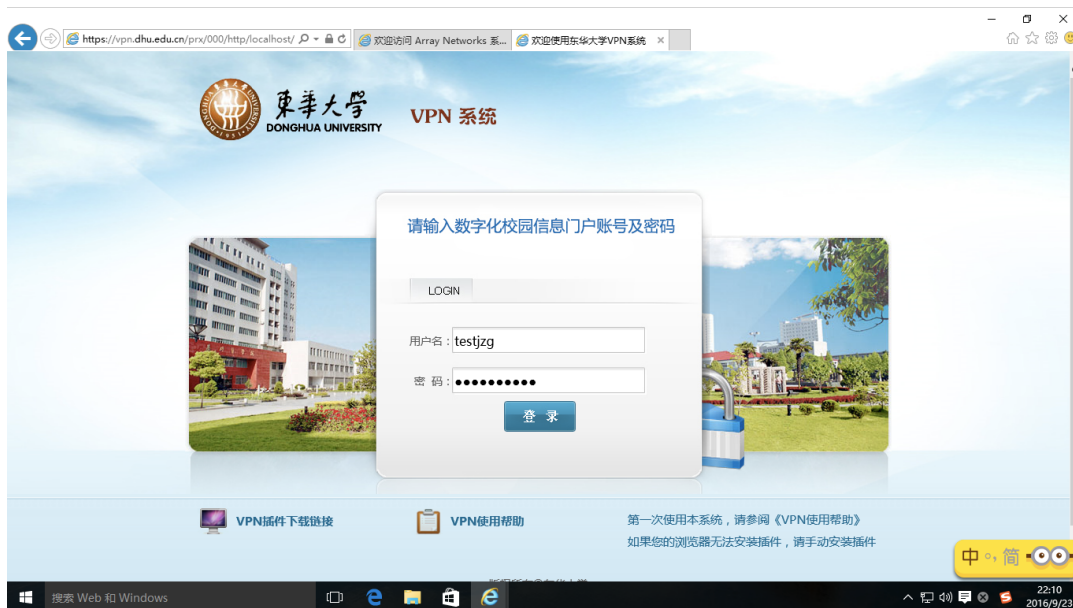 https://vpn.dhu.edu.cn/prx/000/http/localhost/
欢迎访问 Array Networks 系...
欢迎使用东华大学VPN系统
東华大学
DONGHUA UNIVERSITY
VPN 系统
请输入数字化校园信息门户账号及密码
LOGIN
用户名：testjzg
密 码：
登 录
VPN插件下载链接
VPN使用帮助
第一次使用本系统，请参阅《VPN使用帮助》
如果您的浏览器无法安装插件，请手动安装插件
中 简
搜索 Web 和 Windows
22:10
2016/9/23